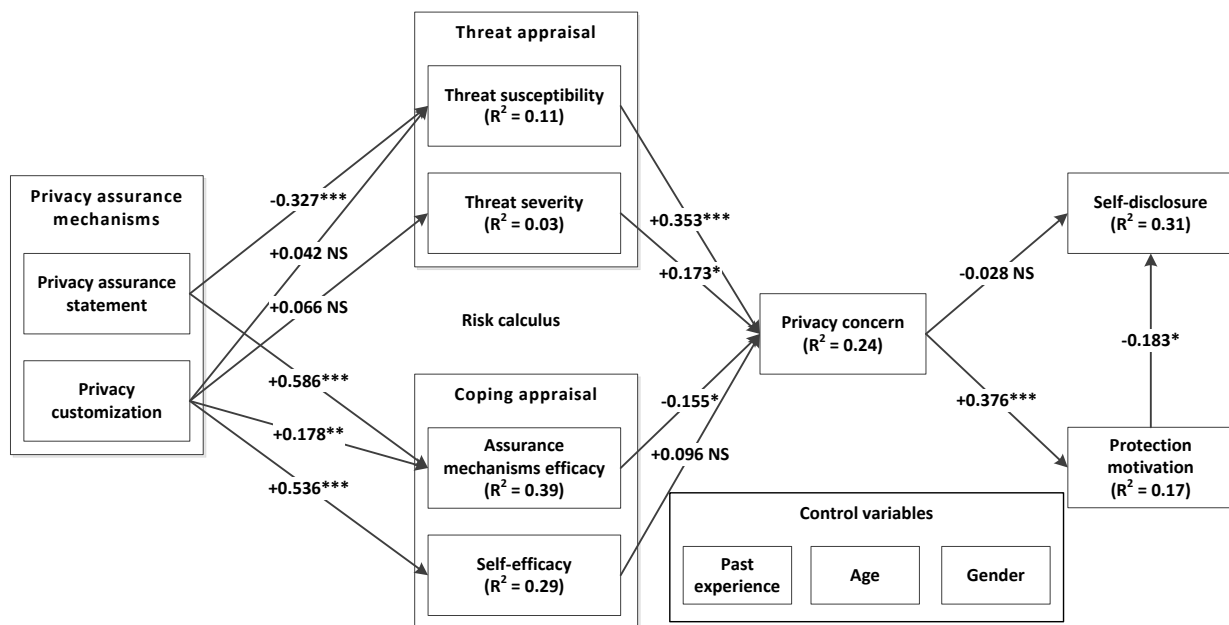 Privacy assurance
mechanisms
Privacy assurance
statement
Privacy
customization
-0.327***
+0.042 NS
+0.066 NS
+0.586***
+0.178**
+0.536***
Threat appraisal
Threat susceptibility
(R² = 0.11)
Threat severity
(R² = 0.03)
Risk calculus
Coping appraisal
Assurance
mechanisms efficacy
(R² = 0.39)
Self-efficacy
(R² = 0.29)
+0.353***
+0.173*
-0.155*
+0.096 NS
Privacy concern
(R² = 0.24)
-0.028 NS
+0.376***
Self-disclosure
(R² = 0.31)
-0.183*
Protection
motivation
(R² = 0.17)
Control variables
Past
experience
Age
Gender